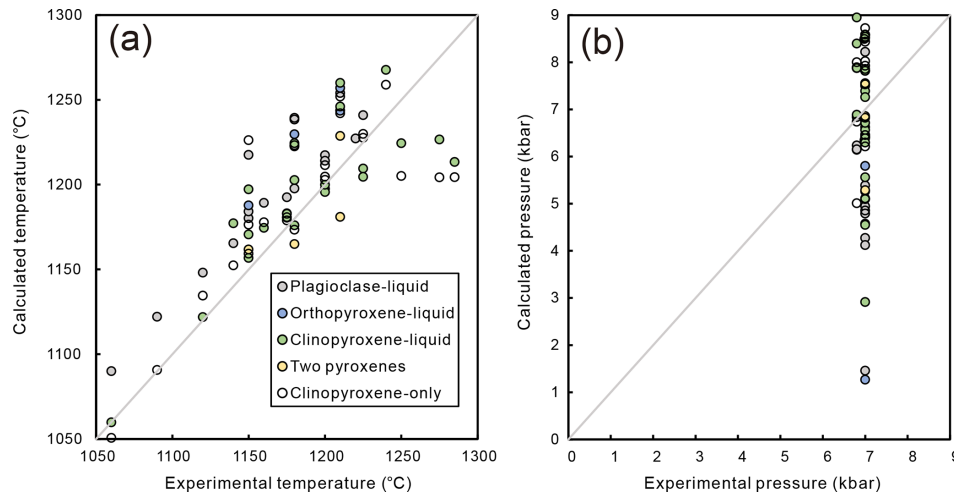 (a)
1300
1250
1200
1150
1100
1050
Calculated temperature (°C)
Plagioclase-liquid
Orthopyroxene-liquid
Clinopyroxene-liquid
Two pyroxenes
Clinopyroxene-only
1050 1100 1150 1200 1250 1300
Experimental temperature (°C)
(b)
9
8
7
6
5
4
3
2
1
0
Calculated pressure (kbar)
0 1 2 3 4 5 6 7 8 9
Experimental pressure (kbar)